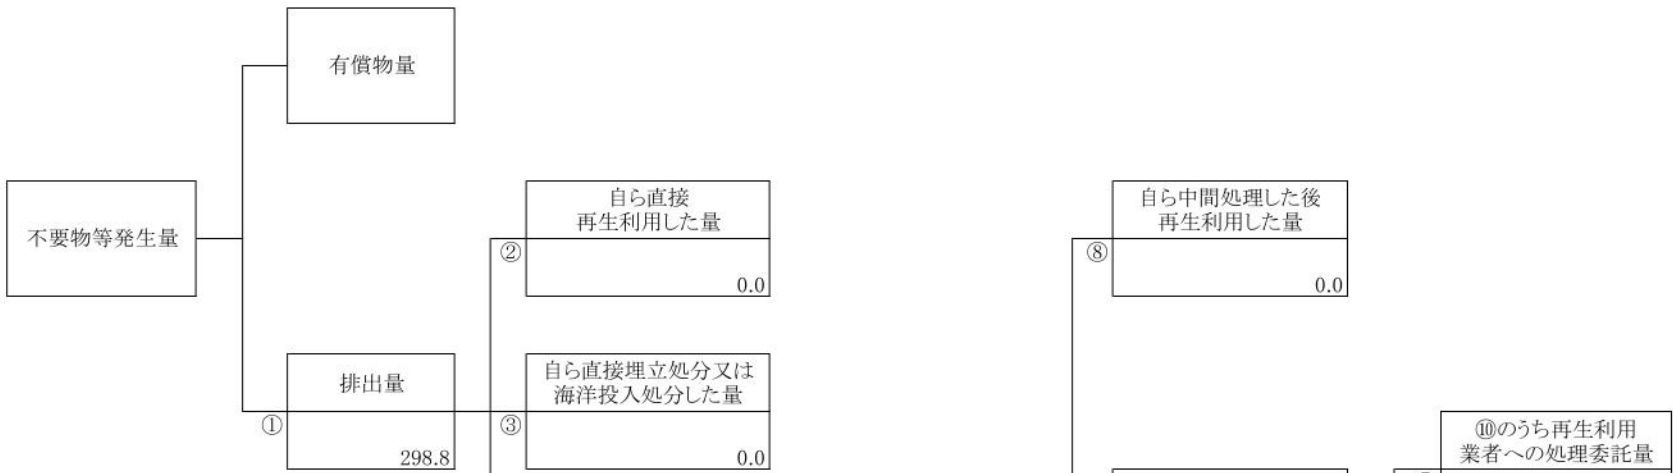 有償物量
不要物等発生量
自ら直接
再生利用した量
②
0.0
自ら中間処理した後
再生利用した量
⑧
0.0
排出量
①
298.8
自ら直接埋立処分又は
海洋投入処分した量
③
0.0
⑩のうち再生利用
業者への処理委託量